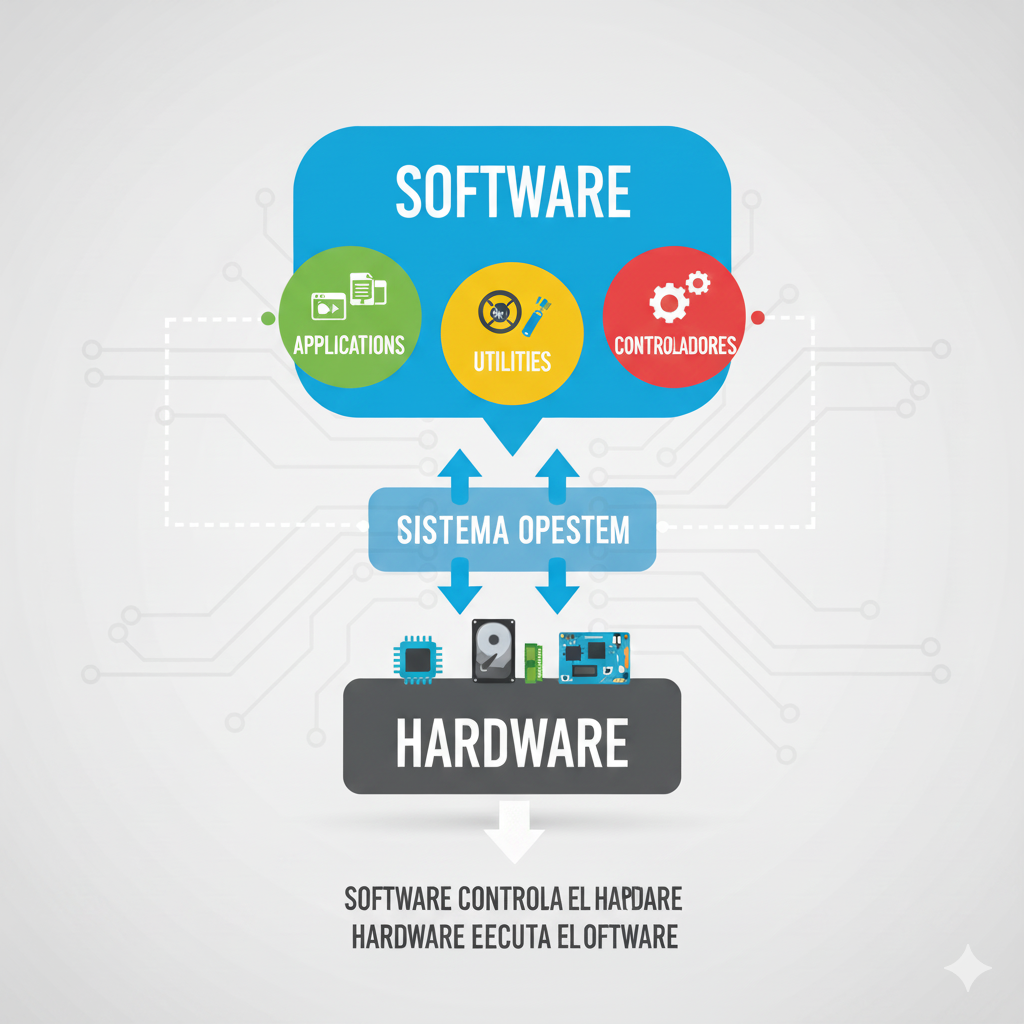 SOFTWARE
APPLICATIONS
UTILITIES
CONTROLADORES
SISTEMA OPESTEM
HARDWARE
SOFTWARE CONTROLA EL HAPDARE
HARDWARE EECUTA EL OFTWARE